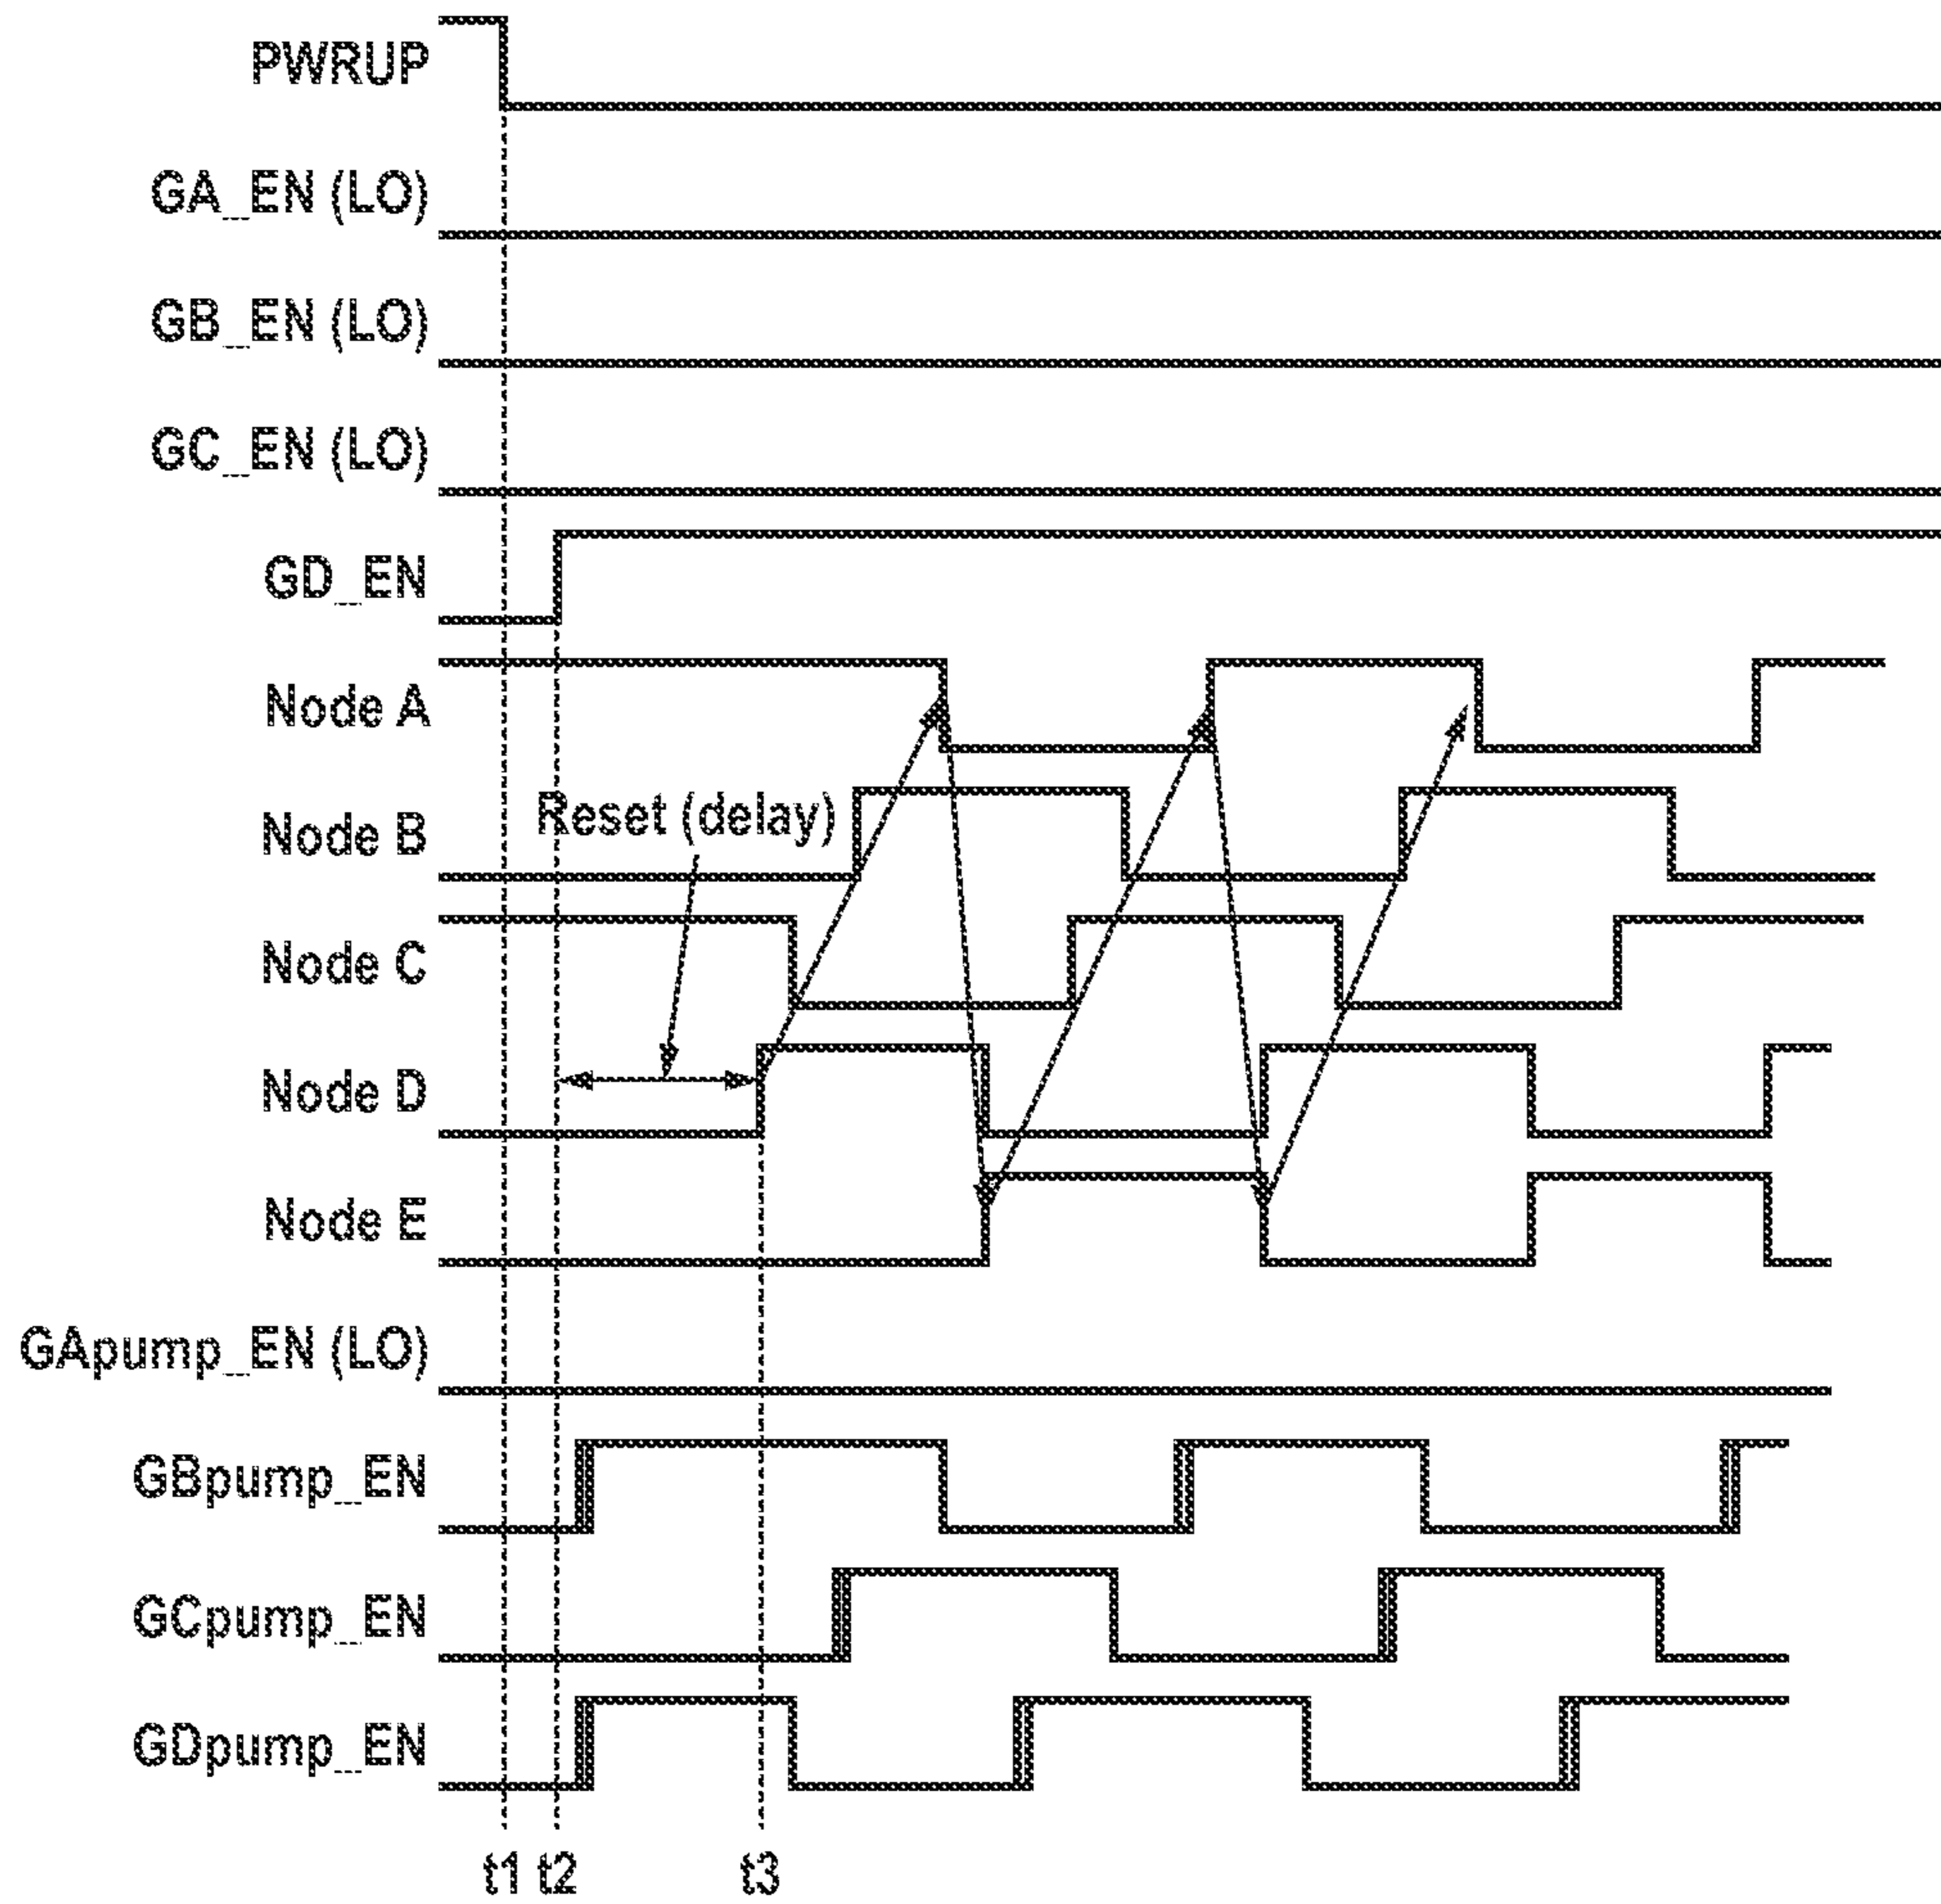 PWRUP
GA_EN (LO)
GB_EN (LO)
GC_EN (LO)
GD_EN
Node A
Reset (delay)
Node B
Node C
Node D
Node E
GApump_EN (LO)
GBpump_EN
GCpump_EN
GDpump_EN
t1 t2 t3